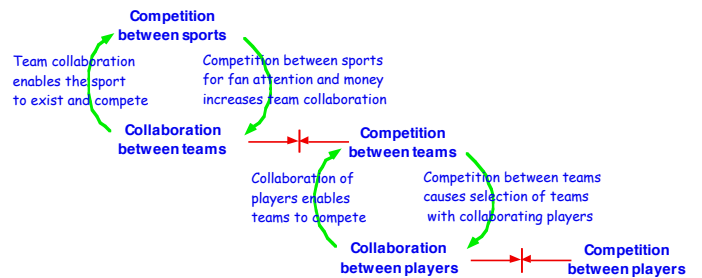 Competition
between sports
Team collaboration
enables the sport
to exist and compete
Competition between sports
for fan attention and money
increases team collaboration
Collaboration
between teams
Competition
between teams
Collaboration of
players enables
teams to compete
Competition between teams
causes selection of teams
with collaborating players
Collaboration
between players
Competition
between players